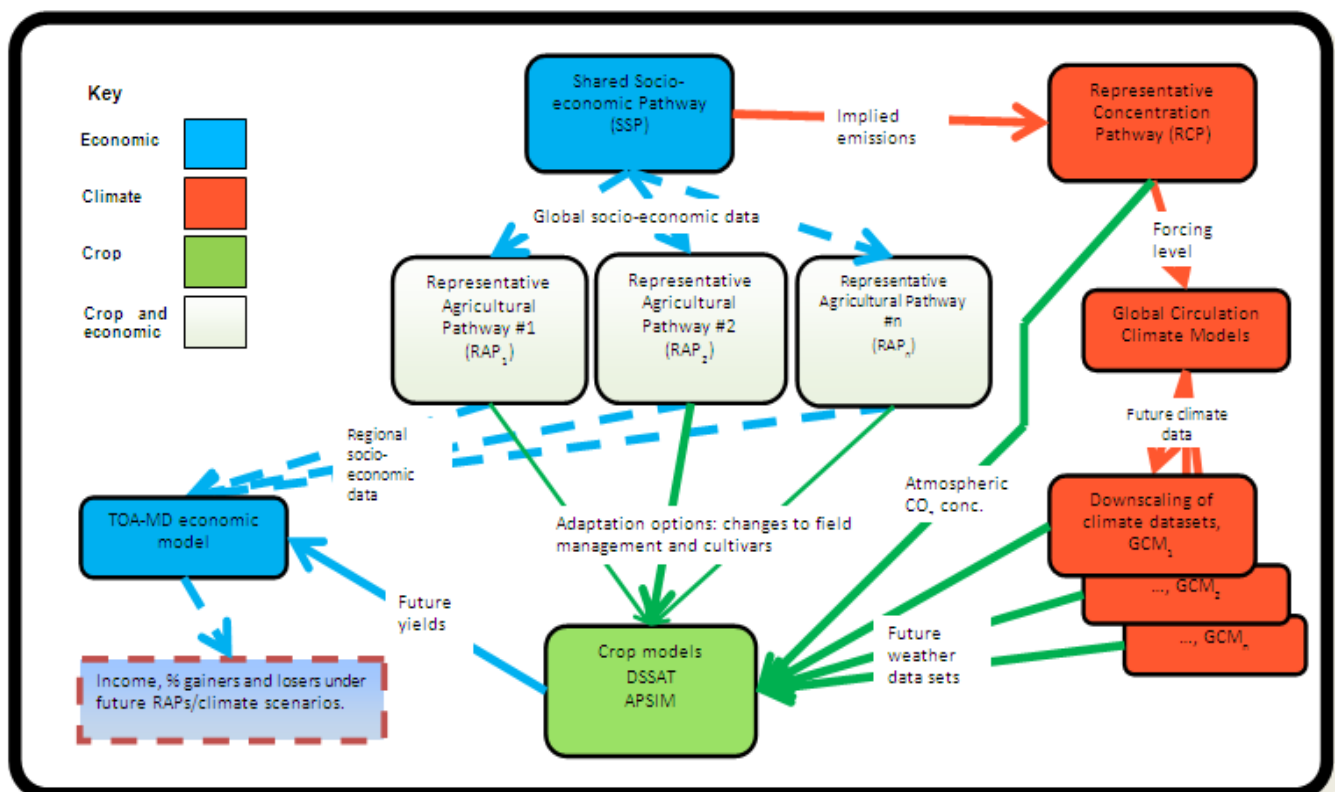 Key
Economic
Climate
Crop
Crop and
economic
Shared Socio-
economic Pathway
(SSP)
Implied
emissions
Representative
Concentration
Pathway (RCP)
Global socio-economic data
Forcing
level
Representative
Agricultural
Pathway #1
(RAP₁)
Representative
Agricultural
Pathway #2
(RAP₂)
Representative
Agricultural Pathway
#n
(RAPₙ)
Global Circulation
Climate Models
Future climate
data
Regional
socio-
economic
data
Atmospheric
CO₂ conc.
Downscaling of
climate datasets,
GCM₁
…, GCM₂
…, GCMₙ
TOA-MD economic
model
Adaptation options: changes to field
management and cultivars
Future
yields
Future
weather
data sets
Crop models
DSSAT
APSIM
Income, % gainers and losers under
future RAPs/climate scenarios.